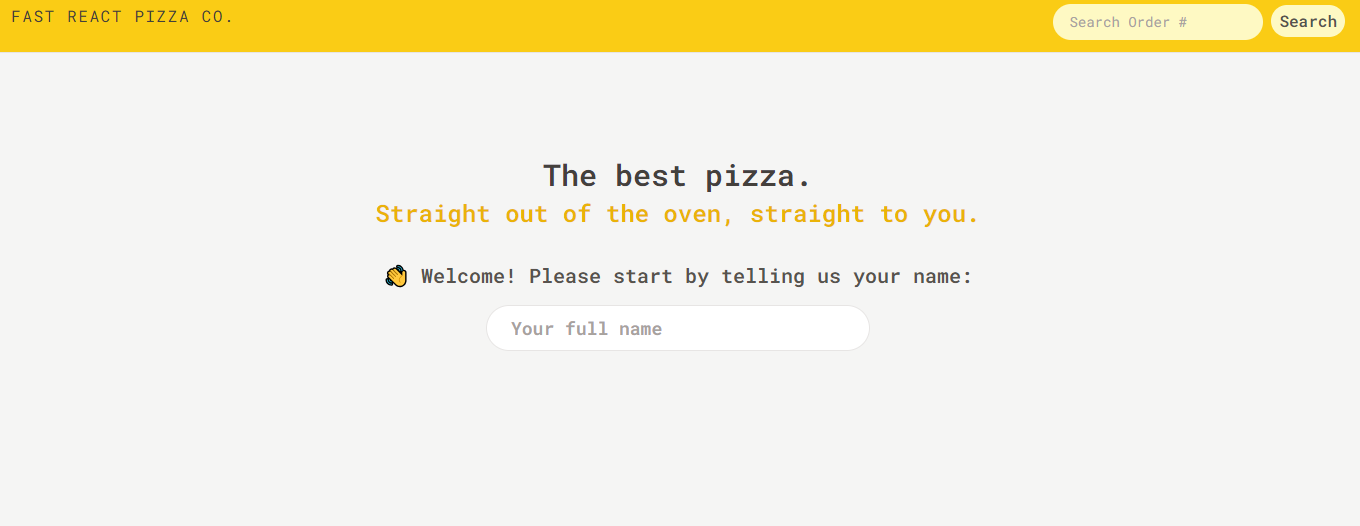 FAST REACT PIZZA CO.
Search Order #
Search
The best pizza.
Straight out of the oven, straight to you.
👋 Welcome! Please start by telling us your name:
Your full name